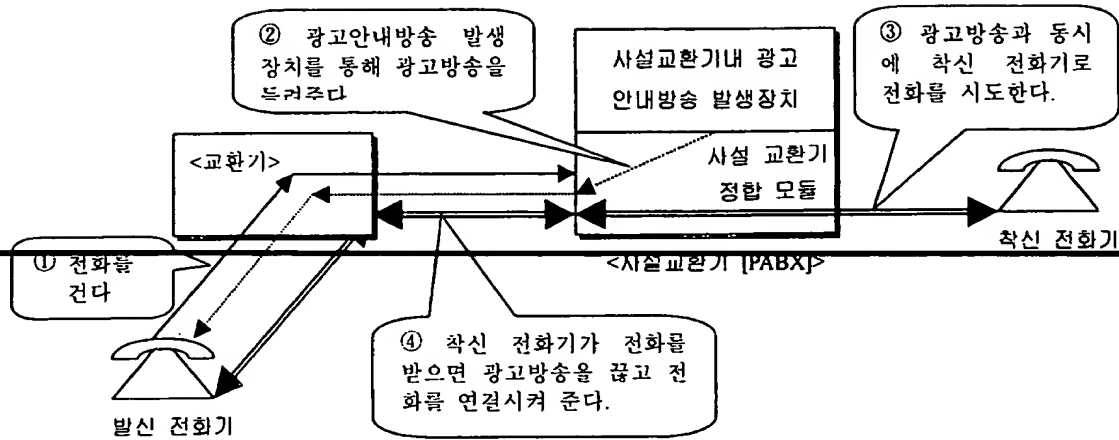 ② 광고안내방송 발생
장치를 통해 광고방송을
들려준다
사설교환기내 광고
안내방송 발생장치
③ 광고방송과 동시
에 착신 전화기로
전화를 시도한다.
<교환기>
사설 교환기
정합 모듈
착신 전화기
<사설교환기 [PABX]>
① 전화를
건다
④ 착신 전화기가 전화를
받으면 광고방송을 끊고 전
화를 연결시켜 준다.
발신 전화기